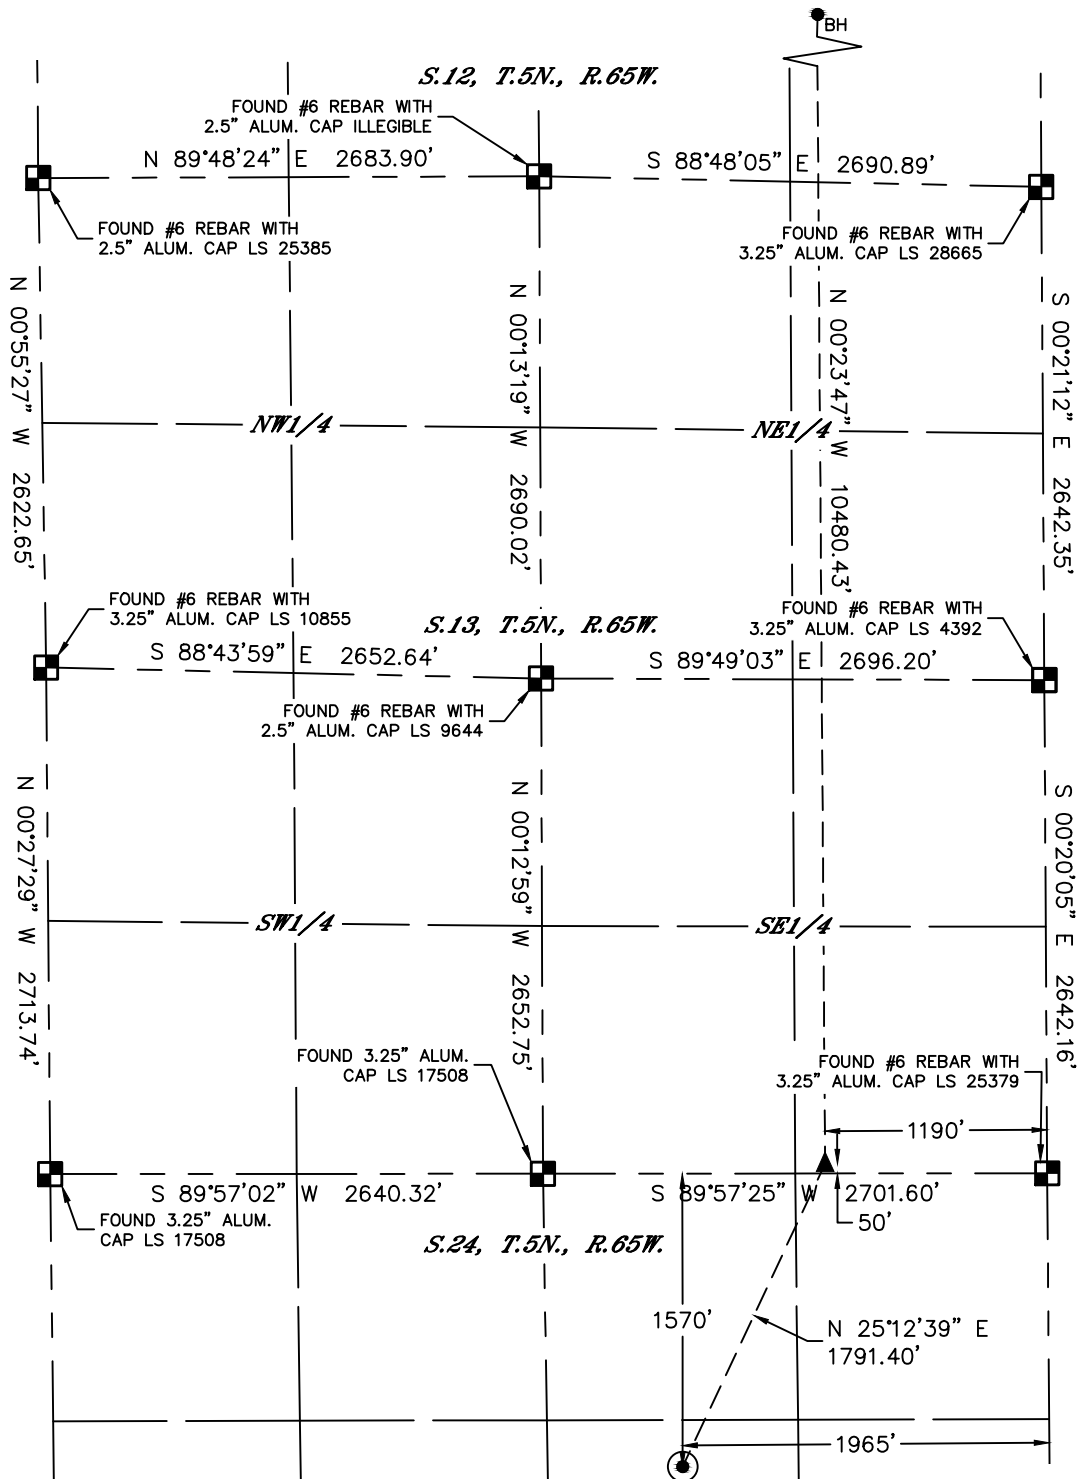 BH
S.12, T.5N., R.65W.
FOUND #6 REBAR WITH
2.5" ALUM. CAP ILLEGIBLE
N 89°48'24" E 2683.90'
S 88°48'05" E 2690.89'
FOUND #6 REBAR WITH
2.5" ALUM. CAP LS 25385
FOUND #6 REBAR WITH
3.25" ALUM. CAP LS 28665
N 00°55'27" W 2622.65'
N 00°13'19" W 2690.02'
N 00°23'47" W 10480.43'
S 00°21'12" E 2642.35'
NW1/4
NE1/4
FOUND #6 REBAR WITH
3.25" ALUM. CAP LS 10855
S.13, T.5N., R.65W.
FOUND #6 REBAR WITH
3.25" ALUM. CAP LS 4392
S 88°43'59" E 2652.64'
S 89°49'03" E 2696.20'
FOUND #6 REBAR WITH
2.5" ALUM. CAP LS 9644
N 00°27'29" W 2713.74'
N 00°12'59" W 2652.75'
S 00°20'05" E 2642.16'
SW1/4
SE1/4
FOUND 3.25" ALUM.
CAP LS 17508
FOUND #6 REBAR WITH
3.25" ALUM. CAP LS 25379
1190'
S 89°57'02" W 2640.32'
S 89°57'25" W 2701.60'
FOUND 3.25" ALUM.
CAP LS 17508
50'
S.24, T.5N., R.65W.
1570'
N 25°12'39" E
1791.40'
1965'